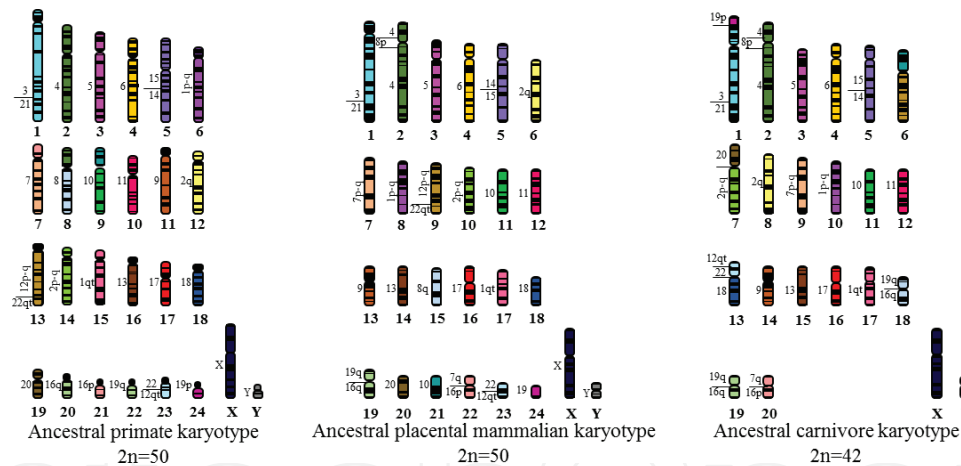 3
21
4
5
6
15
14
1p-q
1 2 3 4 5 6
7
8
10
11
9
2q
7 8 9 10 11 12
12p-q
22qt
2p-q
1qt
13
17
18
13 14 15 16 17 18
20
16q
16p
19q
22
12qt
19p
X
Y
19 20 21 22 23 24 X Y
Ancestral primate karyotype
2n=50
3
21
4
8p
4
5
6
14
15
2q
1 2 3 4 5 6
7p-q
1p-q
12p-q
22qt
2p-q
10
11
7 8 9 10 11 12
9
13
8q
17
1qt
18
13 14 15 16 17 18
19q
16q
20
10
7q
16p
22
12qt
19
X
Y
19 20 21 22 23 24 X Y
Ancestral placental mammalian karyotype
2n=50
19p
3
21
4
8p
4
5
6
15
14
1 2 3 4 5 6
20
2p-q
2q
7p-q
1p-q
10
11
7 8 9 10 11 12
12qt
22
18
9
13
17
1qt
19q
16q
13 14 15 16 17 18
19q
16q
7q
16p
19 20 X
Ancestral carnivore karyotype
2n=42